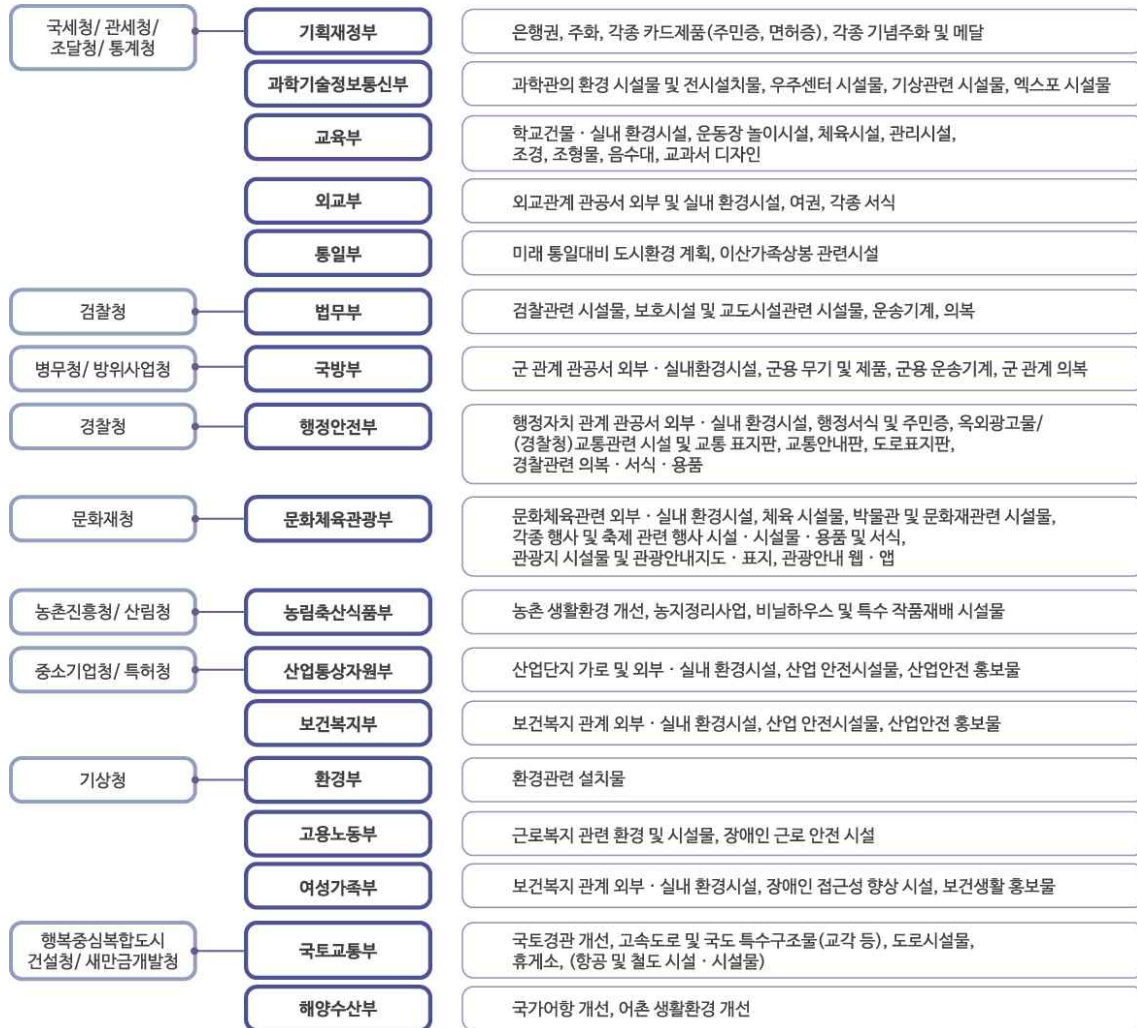 국세청/ 관세청/
조달청/ 통계청
기획재정부
은행권, 주화, 각종 카드제품(주민증, 면허증), 각종 기념주화 및 메달
과학기술정보통신부
과학관의 환경 시설물 및 전시설치물, 우주센터 시설물, 기상관련 시설물, 엑스포 시설물
교육부
학교건물 · 실내 환경시설, 운동장 놀이시설, 체육시설, 관리시설,
조경, 조형물, 음수대, 교과서 디자인
외교부
외교관계 관공서 외부 및 실내 환경시설, 여권, 각종 서식
통일부
미래 통일대비 도시환경 계획, 이산가족상봉 관련시설
검찰청
법무부
검찰관련 시설물, 보호시설 및 교도시설관련 시설물, 운송기계, 의복
병무청/ 방위사업청
국방부
군 관계 관공서 외부 · 실내환경시설, 군용 무기 및 제품, 군용 운송기계, 군 관계 의복
경찰청
행정안전부
행정자치 관계 관공서 외부 · 실내 환경시설, 행정서식 및 주민증, 옥외광고물/
(경찰청)교통관련 시설 및 교통 표지판, 교통안내판, 도로표지판,
경찰관련 의복 · 서식 · 용품
문화재청
문화체육관광부
문화체육관련 외부 · 실내 환경시설, 체육 시설물, 박물관 및 문화재관련 시설물,
각종 행사 및 축제 관련 행사 시설 · 시설물 · 용품 및 서식,
관광지 시설물 및 관광안내지도 · 표지, 관광안내 웹 · 앱
농촌진흥청/ 산림청
농림축산식품부
농촌 생활환경 개선, 농지정리사업, 비닐하우스 및 특수 작품재배 시설물
중소기업청/ 특허청
산업통상자원부
산업단지 가로 및 외부 · 실내 환경시설, 산업 안전시설물, 산업안전 홍보물
보건복지부
보건복지 관계 외부 · 실내 환경시설, 산업 안전시설물, 산업안전 홍보물
기상청
환경부
환경관련 설치물
고용노동부
근로복지 관련 환경 및 시설물, 장애인 근로 안전 시설
여성가족부
보건복지 관계 외부 · 실내 환경시설, 장애인 접근성 향상 시설, 보건생활 홍보물
행복중심복합도시
건설청/ 새만금개발청
국토교통부
국토경관 개선, 고속도로 및 국도 특수구조물(교각 등), 도로시설물,
휴게소, (항공 및 철도 시설 · 시설물)
해양수산부
국가어항 개선, 어촌 생활환경 개선